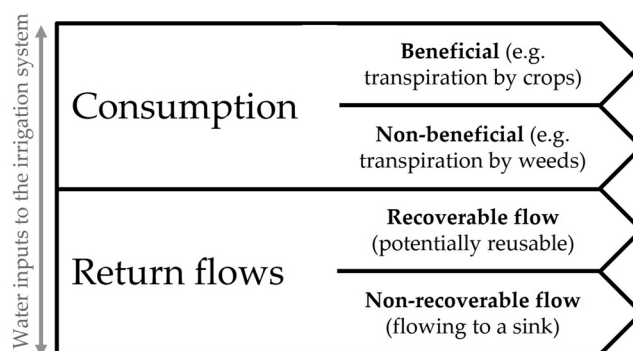 Water inputs to the irrigation system
Consumption
Beneficial (e.g.
transpiration by crops)
Non-beneficial (e.g.
transpiration by weeds)
Return flows
Recoverable flow
(potentially reusable)
Non-recoverable flow
(flowing to a sink)